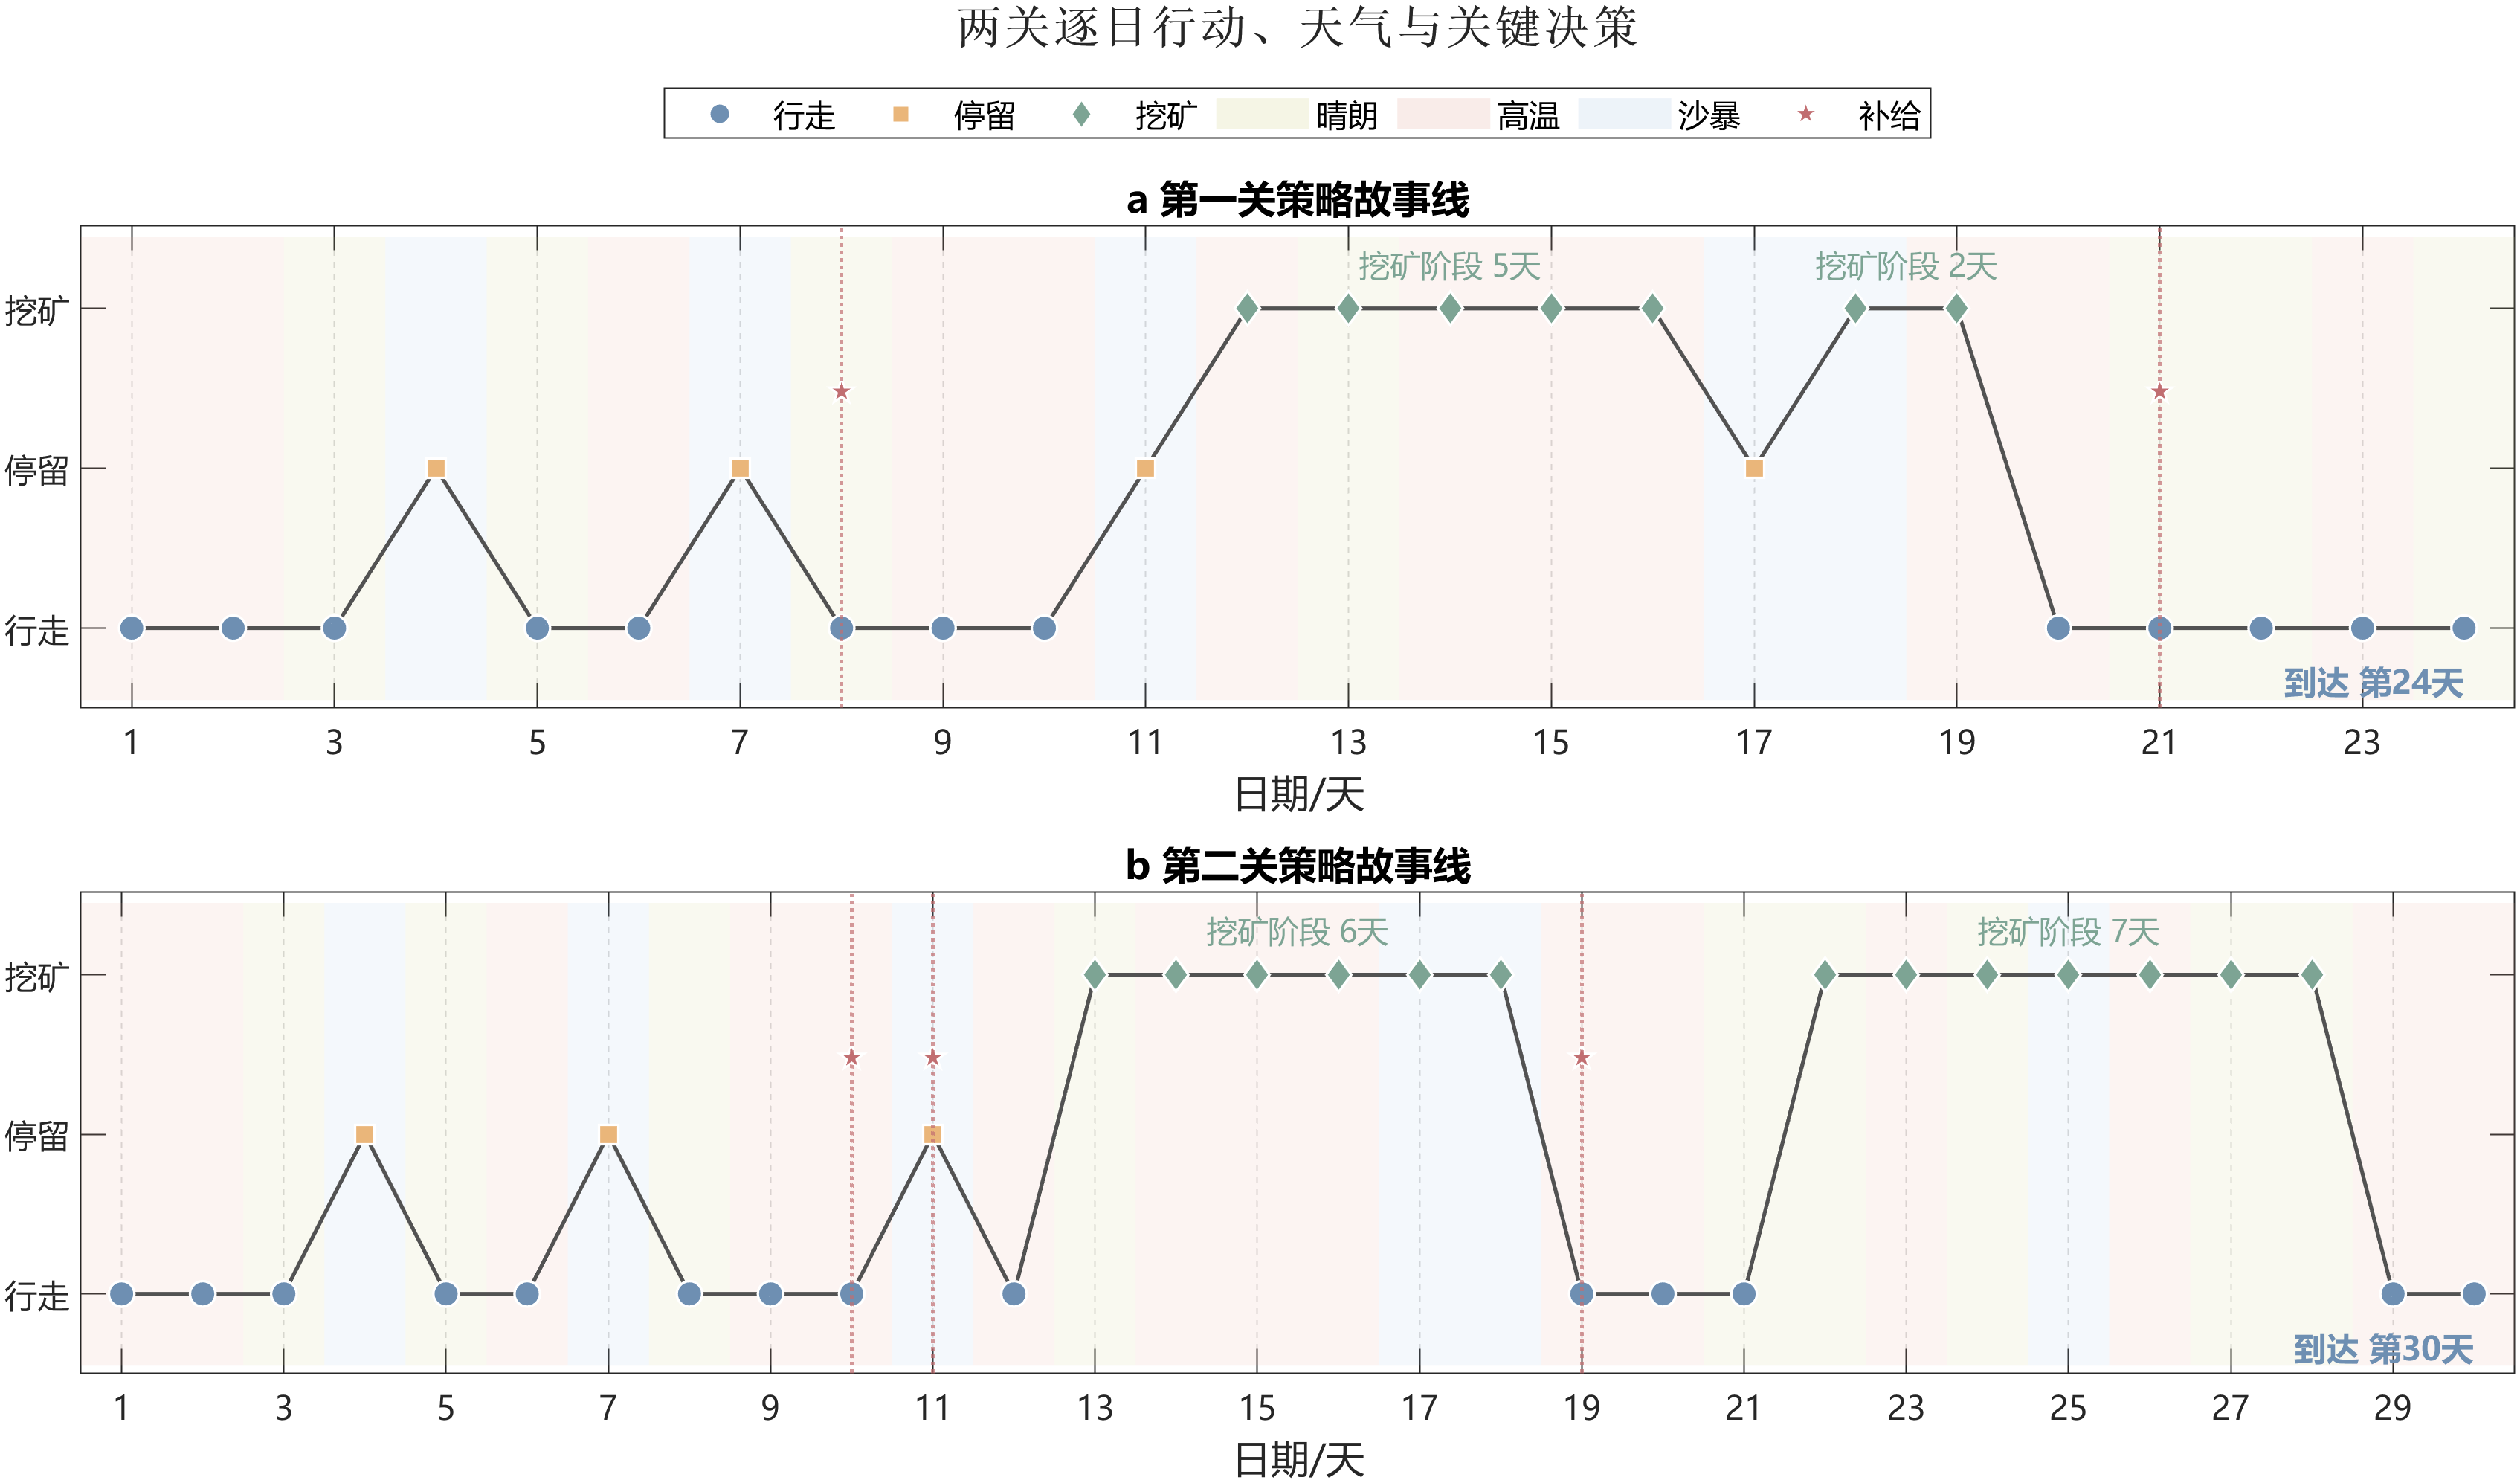 两关逐日行动、天气与关键决策
行走 停留 挖矿 晴朗 高温 沙暴 补给
a 第一关策略故事线
挖矿阶段 5天 挖矿阶段 2天
挖矿
停留
行走
到达 第24天
1 3 5 7 9 11 13 15 17 19 21 23
日期/天
b 第二关策略故事线
挖矿阶段 6天 挖矿阶段 7天
挖矿
停留
行走
到达 第30天
1 3 5 7 9 11 13 15 17 19 21 23 25 27 29
日期/天